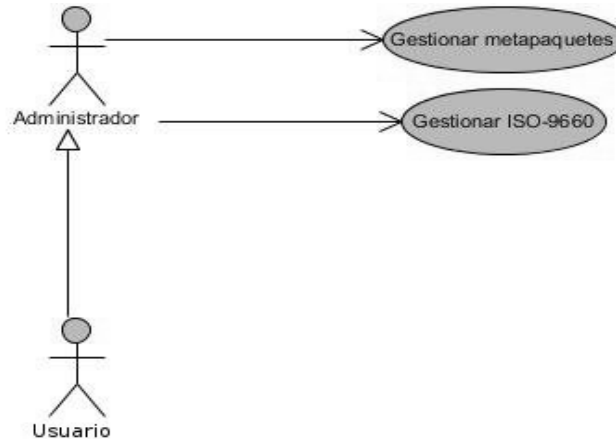 Gestionar metapaquetes
Administrador
Gestionar ISO-9660
Usuario